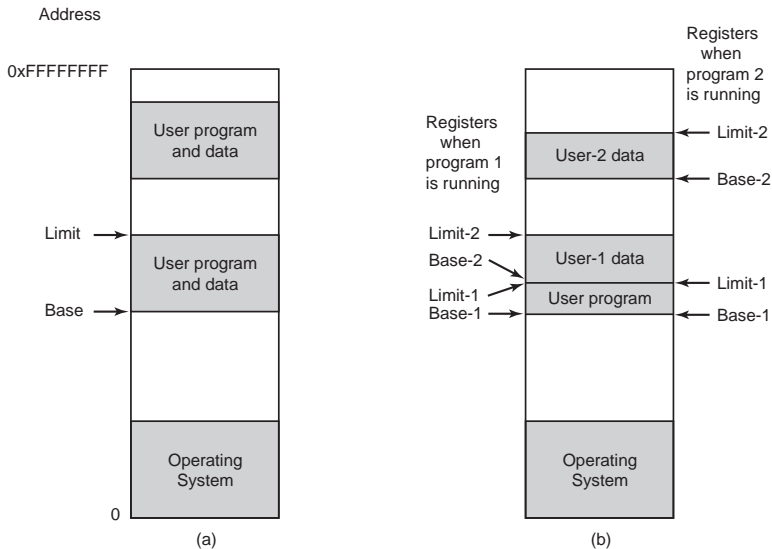 Address
0xFFFFFFFF
User program
and data
Limit
User program
and data
Base
Operating
System
0
(a)
Registers
when
program 1
is running
Registers
when
program 2
is running
Limit-2
User-2 data
Base-2
Limit-2
User-1 data
Base-2
Limit-1
Limit-1
User program
Base-1
Base-1
Operating
System
(b)